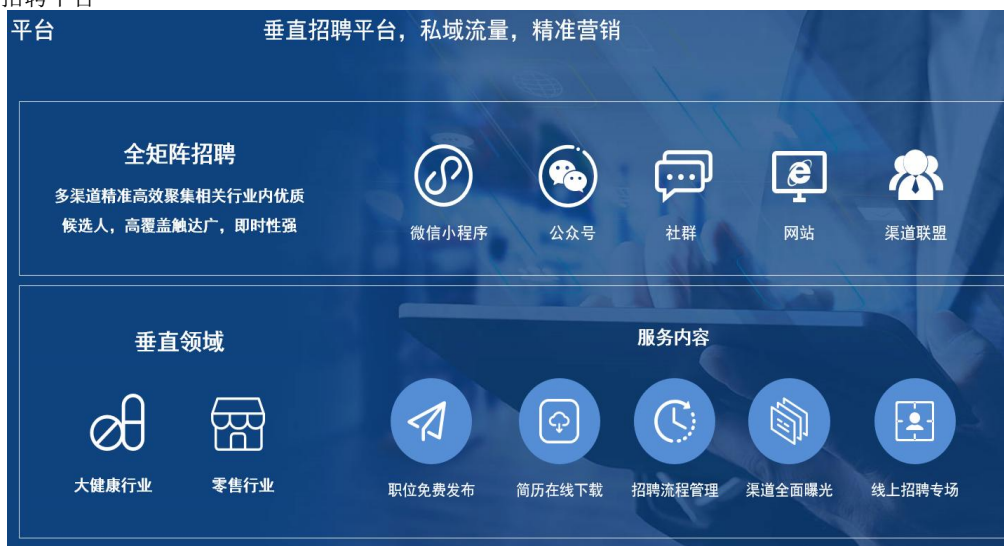 招聘平台
平台
垂直招聘平台，私域流量，精准营销
全矩阵招聘
多渠道精准高效聚集相关行业内优质
候选人，高覆盖触达广，即时性强
微信小程序
公众号
社群
网站
渠道联盟
垂直领域
大健康行业
零售行业
服务内容
职位免费发布
简历在线下载
招聘流程管理
渠道全面曝光
线上招聘专场